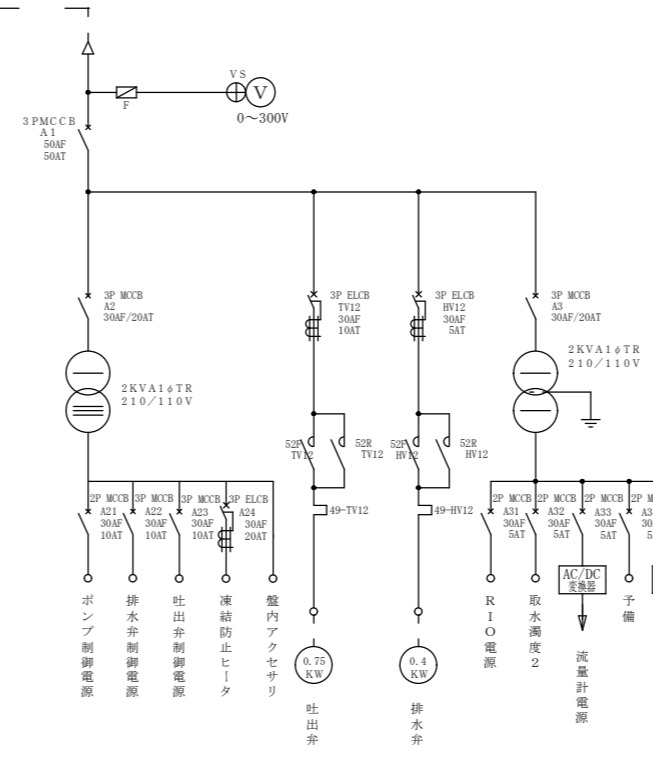 VS
V
F
0～300V
3PMCCB
A1
50AF
50AT
3P MCCB
A2
30AF/20AT
3P ELCB
TV12
30AF
10AT
3P ELCB
HV12
30AF
5AT
3P MCCB
A3
30AF/20AT
2KVA1φTR
210/110V
2KVA1φTR
210/110V
52F
TV12
52R
TV12
52F
HV12
52R
HV12
49-TV12
49-HV12
2P MCCB
A21
30AF
10AT
2P MCCB
A22
30AF
10AT
3P MCCB
A23
30AF
10AT
3P ELCB
A24
30AF
20AT
2P MCCB
A31
30AF
5AT
2P MCCB
A32
30AF
5AT
2P MCCB
A33
30AF
5AT
AC/DC
変換器
ポンプ制御電源
排水弁制御電源
吐出弁制御電源
凍結防止ヒータ
盤内アクセサリ
0.75
KW
吐出弁
0.4
KW
排水弁
RIO電源
取水濁度2
流量計電源
予備